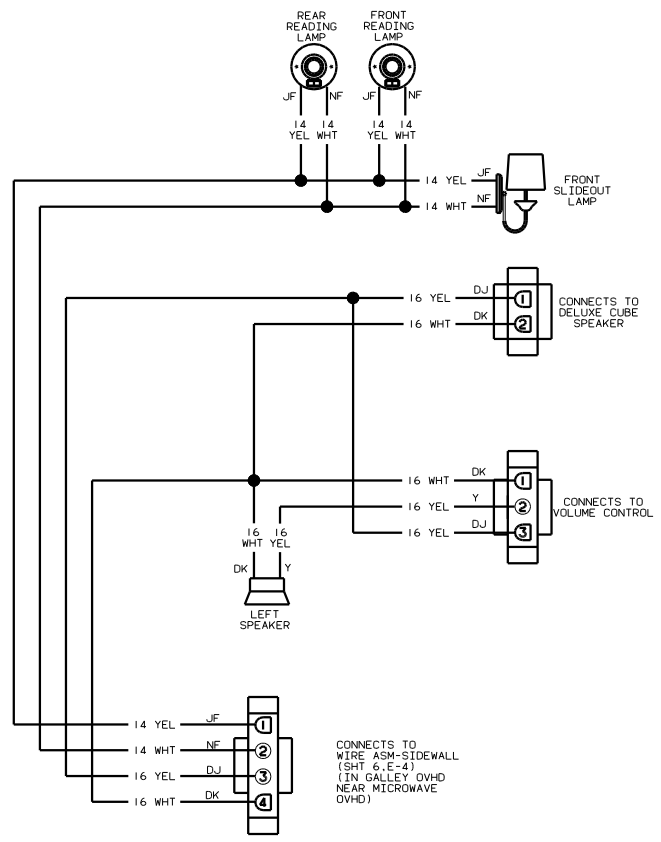 REAR
READING
LAMP
FRONT
READING
LAMP
JF
NF
JF
NF
14
YEL
14
WHT
14
YEL
14
WHT
14 YEL
JF
14 WHT
NF
FRONT
SLIDEOUT
LAMP
16 YEL
DJ
1
16 WHT
DK
2
CONNECTS TO
DELUXE CUBE
SPEAKER
16 WHT
DK
1
16 YEL
Y
2
16 YEL
DJ
3
CONNECTS TO
VOLUME CONTROL
16
WHT
16
YEL
DK
Y
LEFT
SPEAKER
14 YEL
JF
1
14 WHT
NF
2
16 YEL
DJ
3
16 WHT
DK
4
CONNECTS TO
WIRE ASM-SIDEWALL
(SHT 6,E-4)
(IN GALLEY OVHD
NEAR MICROWAVE
OVHD)